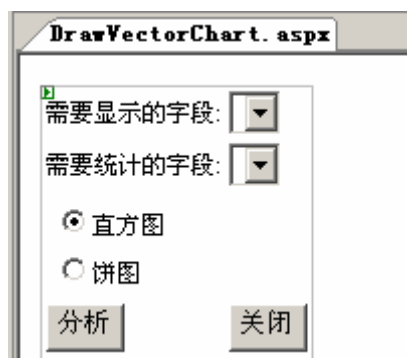 DrawVectorChart.aspx
需要显示的字段:
需要统计的字段:
直方图
饼图
分析 关闭